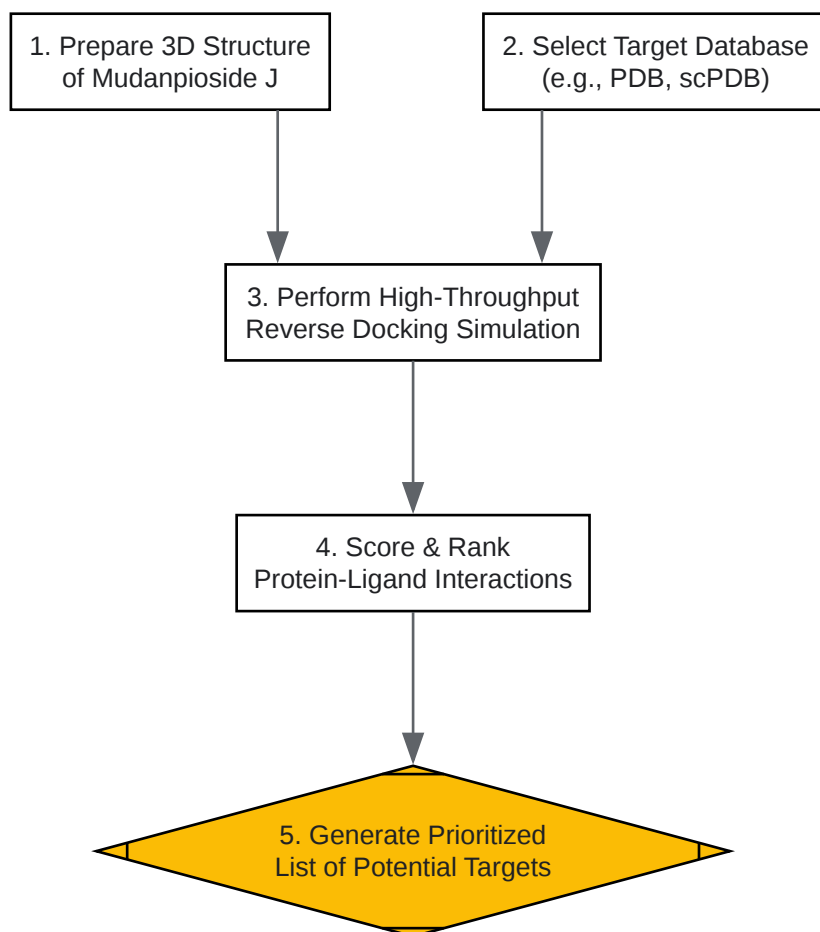 1. Prepare 3D Structure
of Mudanpioside J
2. Select Target Database
(e.g., PDB, scPDB)
3. Perform High-Throughput
Reverse Docking Simulation
4. Score & Rank
Protein-Ligand Interactions
5. Generate Prioritized
List of Potential Targets